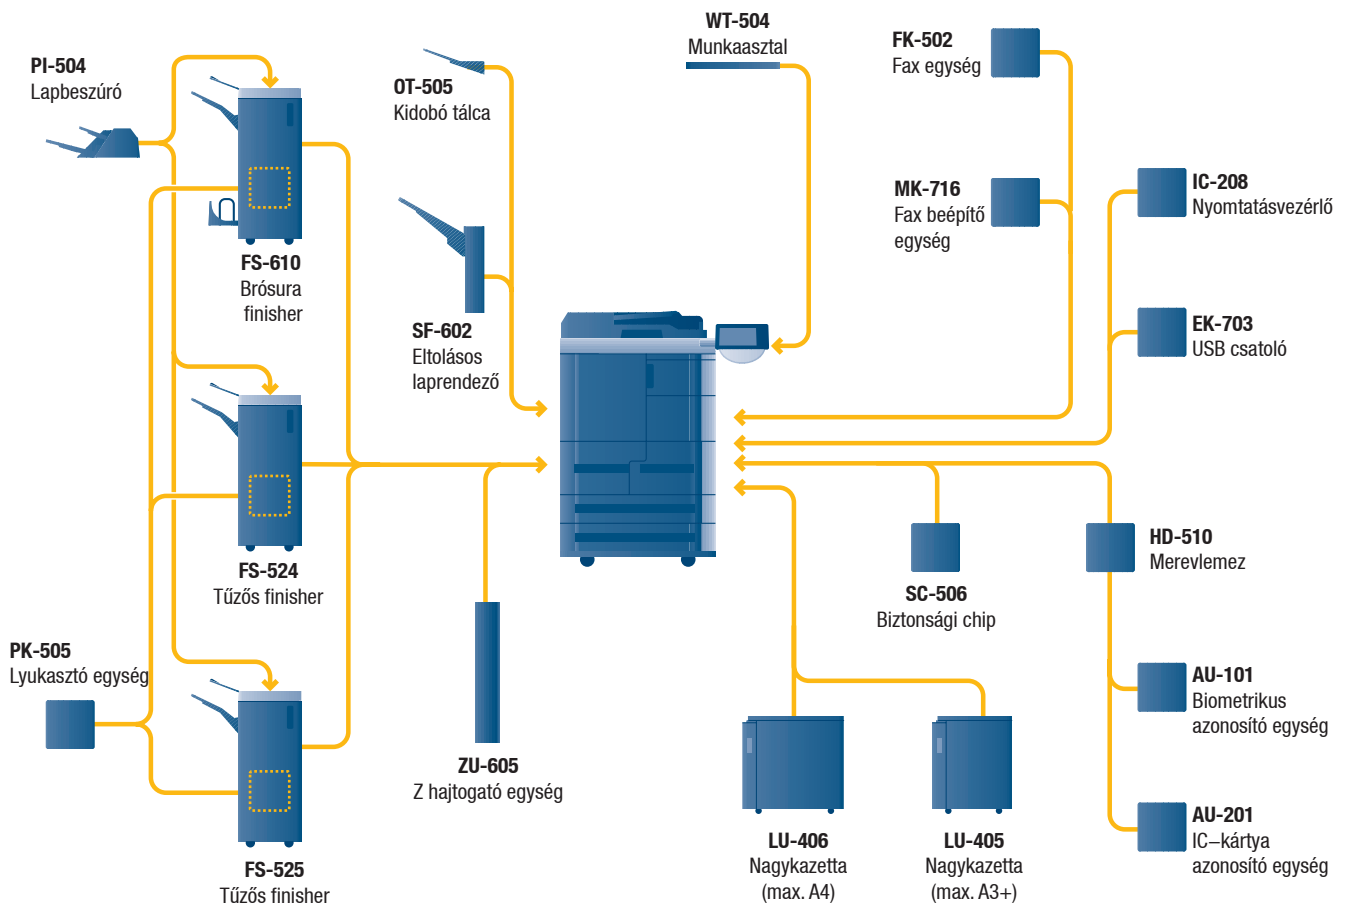 PI-504
Lapbeszúró
FS-610
Brósura
finisher
FS-524
Tűzős finisher
PK-505
Lyukasztó egység
FS-525
Tűzős finisher
OT-505
Kidobó tálca
SF-602
Eltolásos
laprendező
ZU-605
Z hajtogató egység
WT-504
Munkaasztal
FK-502
Fax egység
MK-716
Fax beépítő
egység
IC-208
Nyomtatásvezérlő
EK-703
USB csatoló
HD-510
Merevlemez
SC-506
Biztonsági chip
AU-101
Biometrikus
azonosító egység
AU-201
IC–kártya
azonosító egység
LU-406
Nagykazetta
(max. A4)
LU-405
Nagykazetta
(max. A3+)